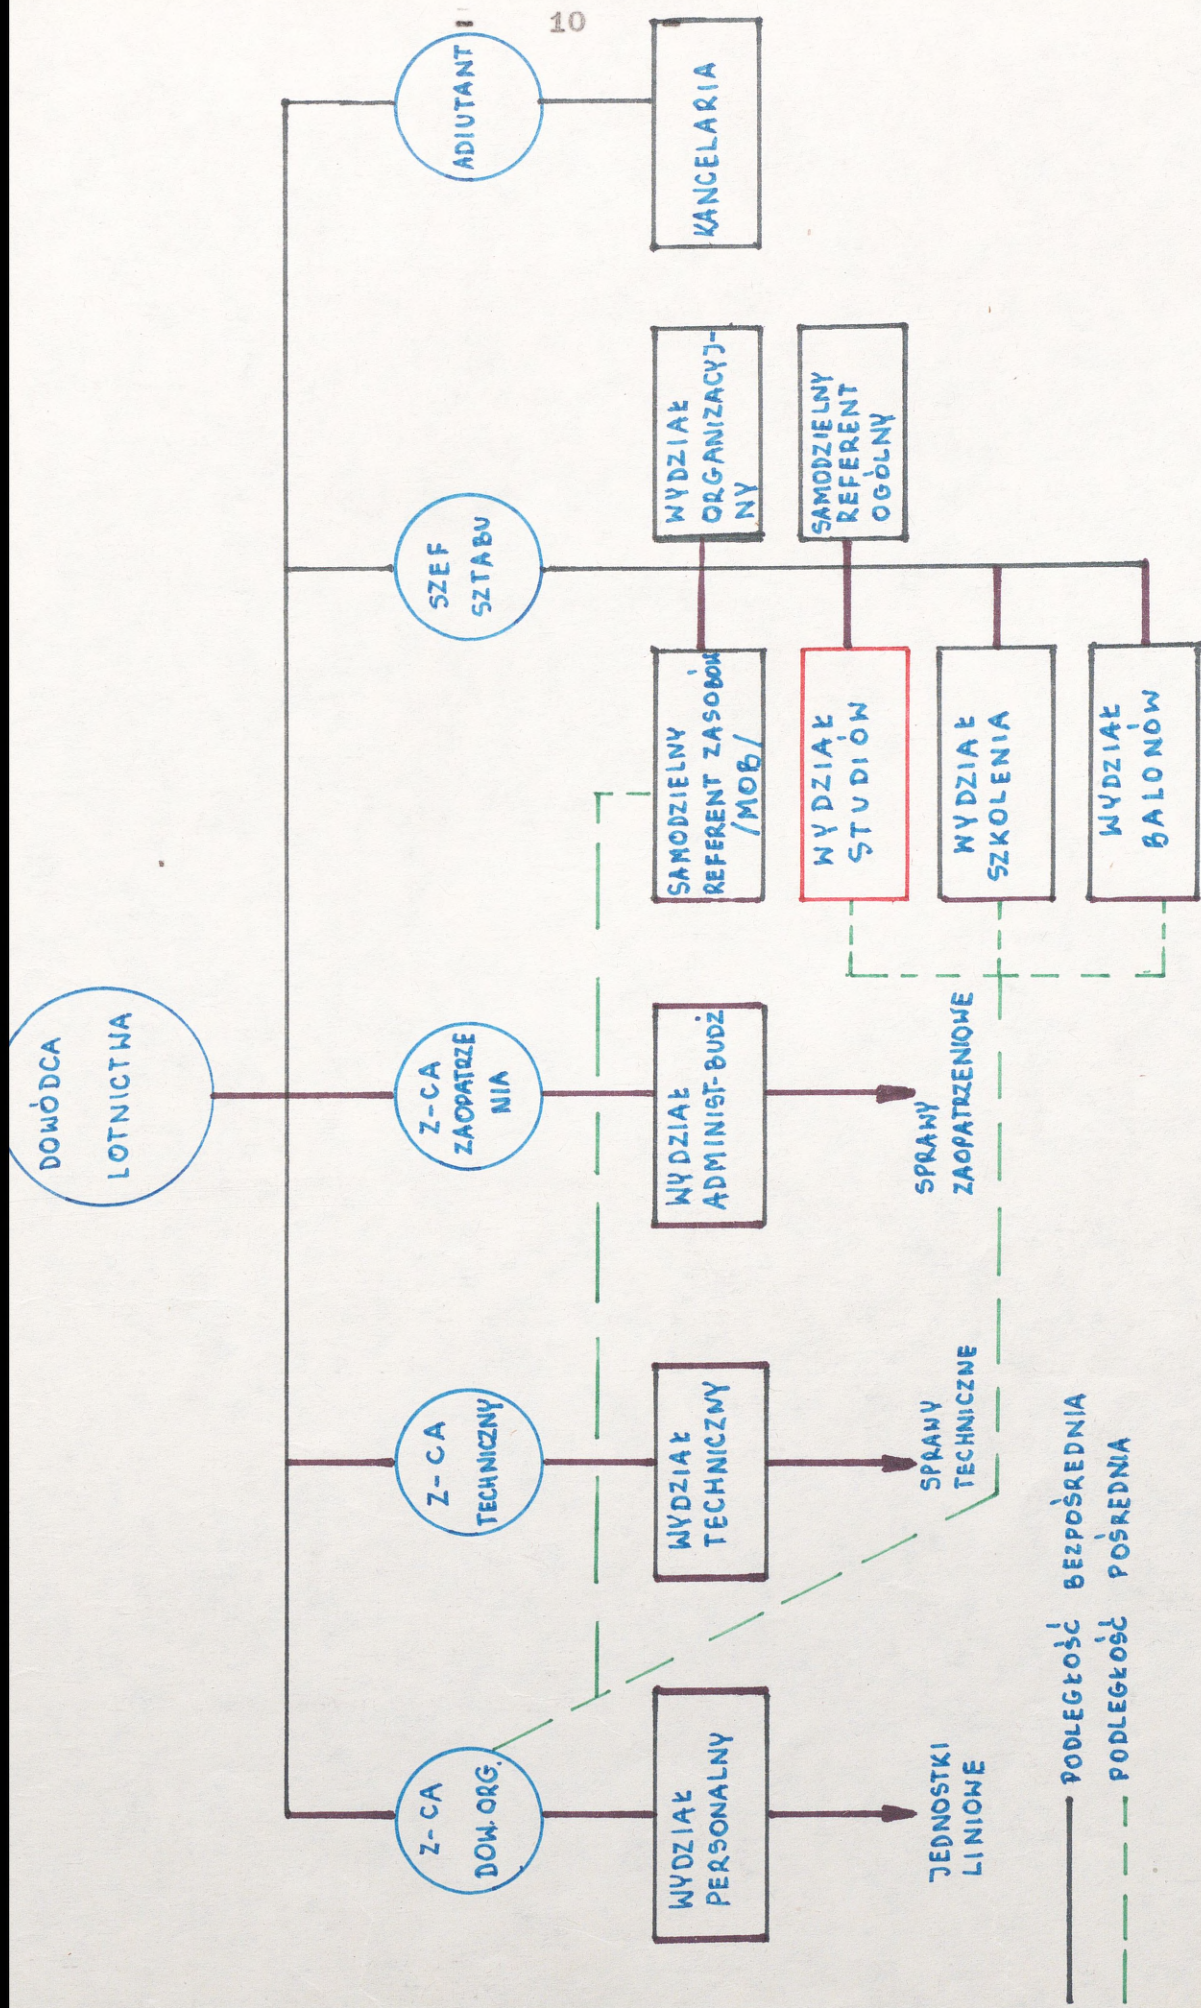 - 10 -
DOWÓDCA
LOTNICTWA
Z-CA
DOW. ORG.
Z-CA
TECHNICZNY
Z-CA
ZAOPATRZE
NIA
SZEF
SZTABU
ADIUTANT
WYDZIAŁ
PERSONALNY
WYDZIAŁ
TECHNICZNY
WYDZIAŁ
ADMINIST-BUDŻ
SAMODZIELNY
REFERENT ZASOBÓW
/MOB/
WYDZIAŁ
ORGANIZACYJ-
NY
KANCELARIA
WYDZIAŁ
STUDIÓW
SAMODZIELNY
REFERENT
OGÓLNY
WYDZIAŁ
SZKOLENIA
WYDZIAŁ
BALONÓW
JEDNOSTKI
LINIOWE
SPRAWY
TECHNICZNE
SPRAWY
ZAOPATRZENIOWE
PODLEGŁOŚĆ BEZPOŚREDNIA
PODLEGŁOŚĆ POŚREDNIA